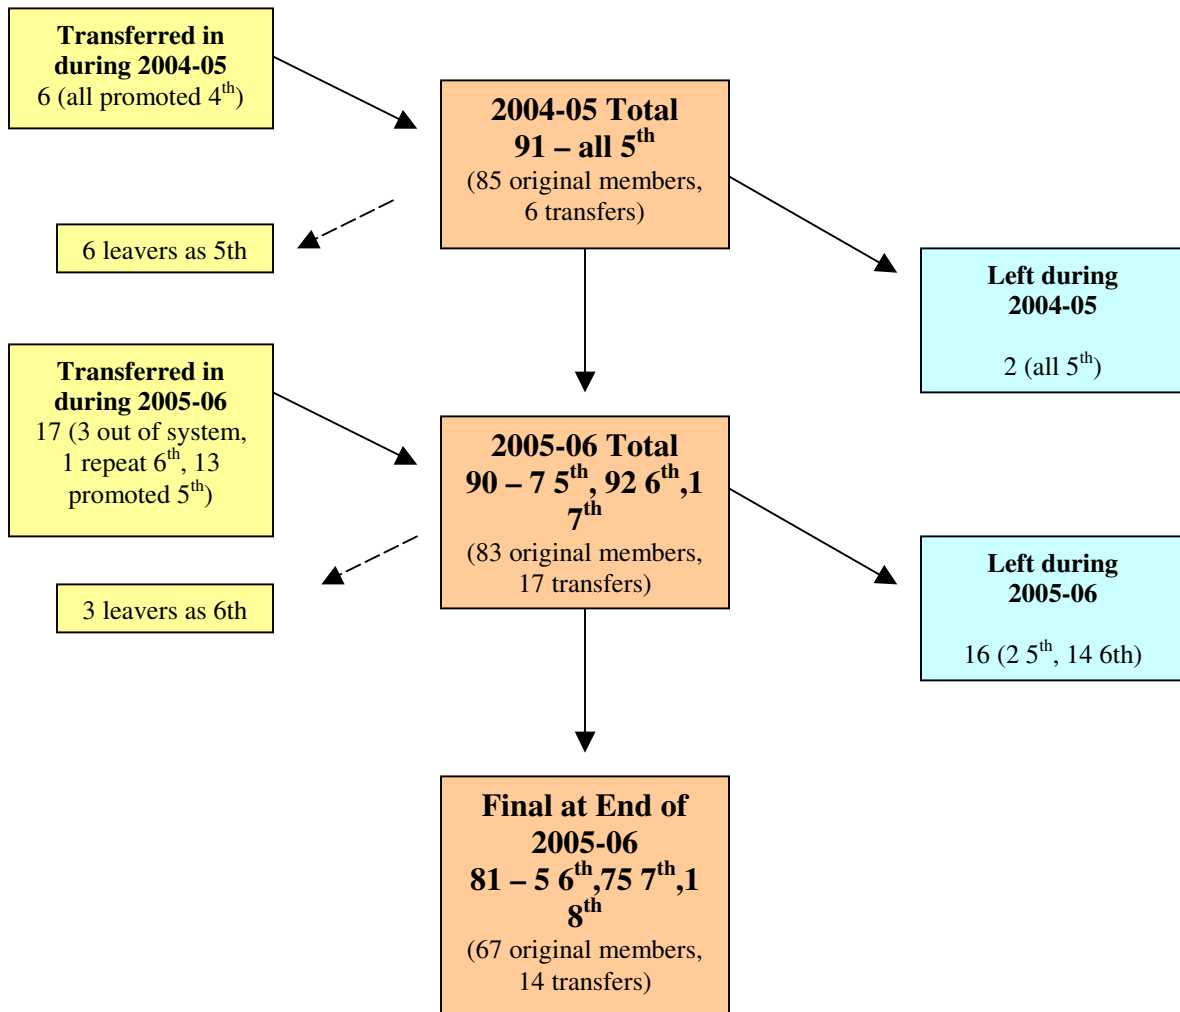 Transferred in
during 2004-05
6 (all promoted 4th)
2004-05 Total
91 – all 5th
(85 original members,
6 transfers)
6 leavers as 5th
Left during
2004-05
2 (all 5th)
Transferred in
during 2005-06
17 (3 out of system,
1 repeat 6th, 13
promoted 5th)
2005-06 Total
90 – 7 5th, 92 6th,1
7th
(83 original members,
17 transfers)
3 leavers as 6th
Left during
2005-06
16 (2 5th, 14 6th)
Final at End of
2005-06
81 – 5 6th,75 7th,1
8th
(67 original members,
14 transfers)